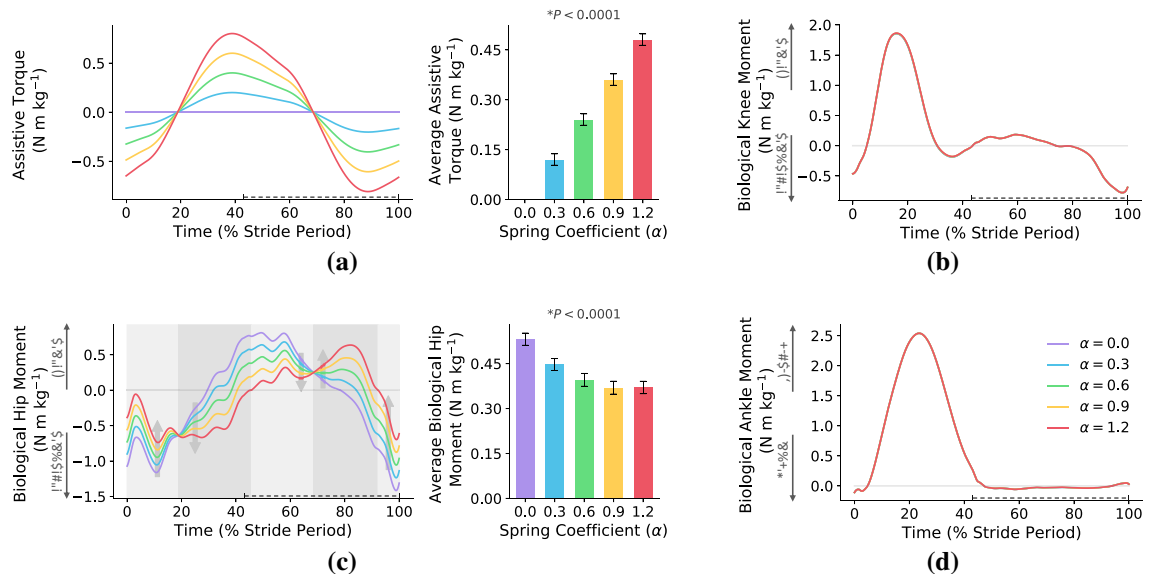 *P < 0.0001
Assistive Torque
(N m kg⁻¹)
0.5
0.0
−0.5
0 20 40 60 80 100
Time (% Stride Period)
Average Assistive
Torque (N m kg⁻¹)
0.45
0.30
0.15
0.00
0.0 0.3 0.6 0.9 1.2
Spring Coefficient (α)
(a)
Biological Knee Moment
(N m kg⁻¹)
()!"&'$
!"#!$%&'$
2.0
1.5
1.0
0.5
0.0
−0.5
0 20 40 60 80 100
Time (% Stride Period)
(b)
*P < 0.0001
Biological Hip Moment
(N m kg⁻¹)
()!"&'$
!"#!$%&'$
0.5
0.0
−0.5
−1.0
−1.5
0 20 40 60 80 100
Time (% Stride Period)
Average Biological Hip
Moment (N m kg⁻¹)
0.45
0.30
0.15
0.00
0.0 0.3 0.6 0.9 1.2
Spring Coefficient (α)
(c)
Biological Ankle Moment
(N m kg⁻¹)
,)-$#-+
*'+%&
2.5
2.0
1.5
1.0
0.5
0.0
0 20 40 60 80 100
Time (% Stride Period)
α = 0.0
α = 0.3
α = 0.6
α = 0.9
α = 1.2
(d)